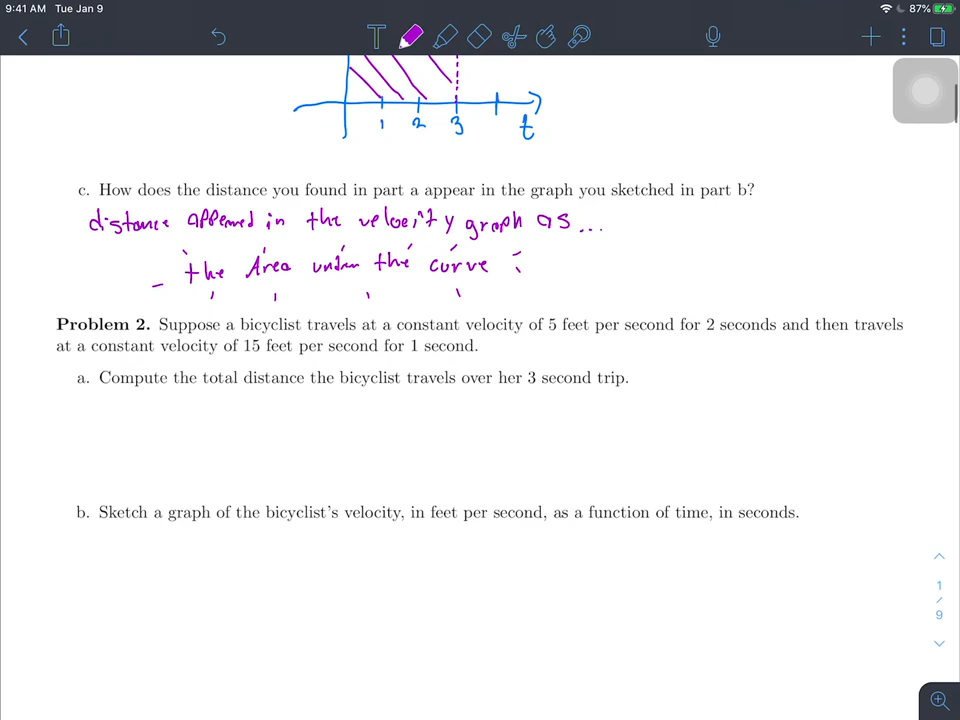 9:41 AM Tue Jan 9
87%
1 2 3 t
c. How does the distance you found in part a appear in the graph you sketched in part b?
distance appeared in the velocity graph as ...
the Area under the curve
Problem 2. Suppose a bicyclist travels at a constant velocity of 5 feet per second for 2 seconds and then travels
at a constant velocity of 15 feet per second for 1 second.
a. Compute the total distance the bicyclist travels over her 3 second trip.
b. Sketch a graph of the bicyclist's velocity, in feet per second, as a function of time, in seconds.
1
/
9